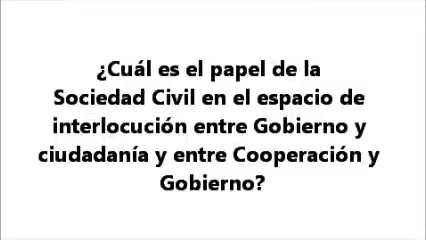 ¿Cuál es el papel de la
Sociedad Civil en el espacio de
interlocución entre Gobierno y
ciudadanía y entre Cooperación y
Gobierno?